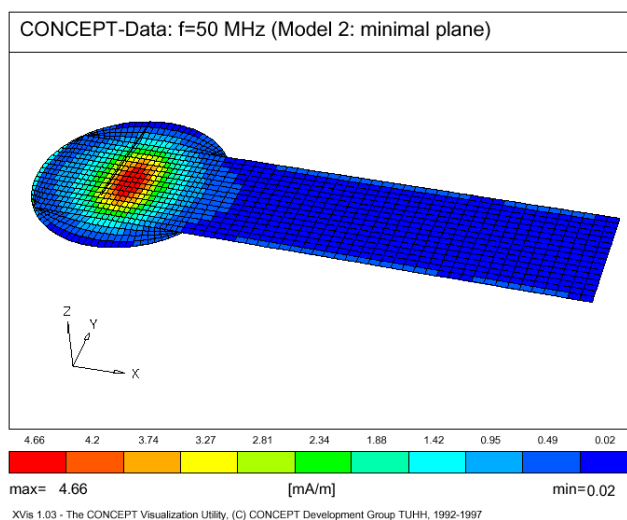 CONCEPT-Data: f=50 MHz (Model 2: minimal plane)
Z
Y
X
4.66 4.2 3.74 3.27 2.81 2.34 1.88 1.42 0.95 0.49 0.02
max= 4.66 [mA/m] min=0.02
XVis 1.03 - The CONCEPT Visualization Utility, (C) CONCEPT Development Group TUHH, 1992-1997